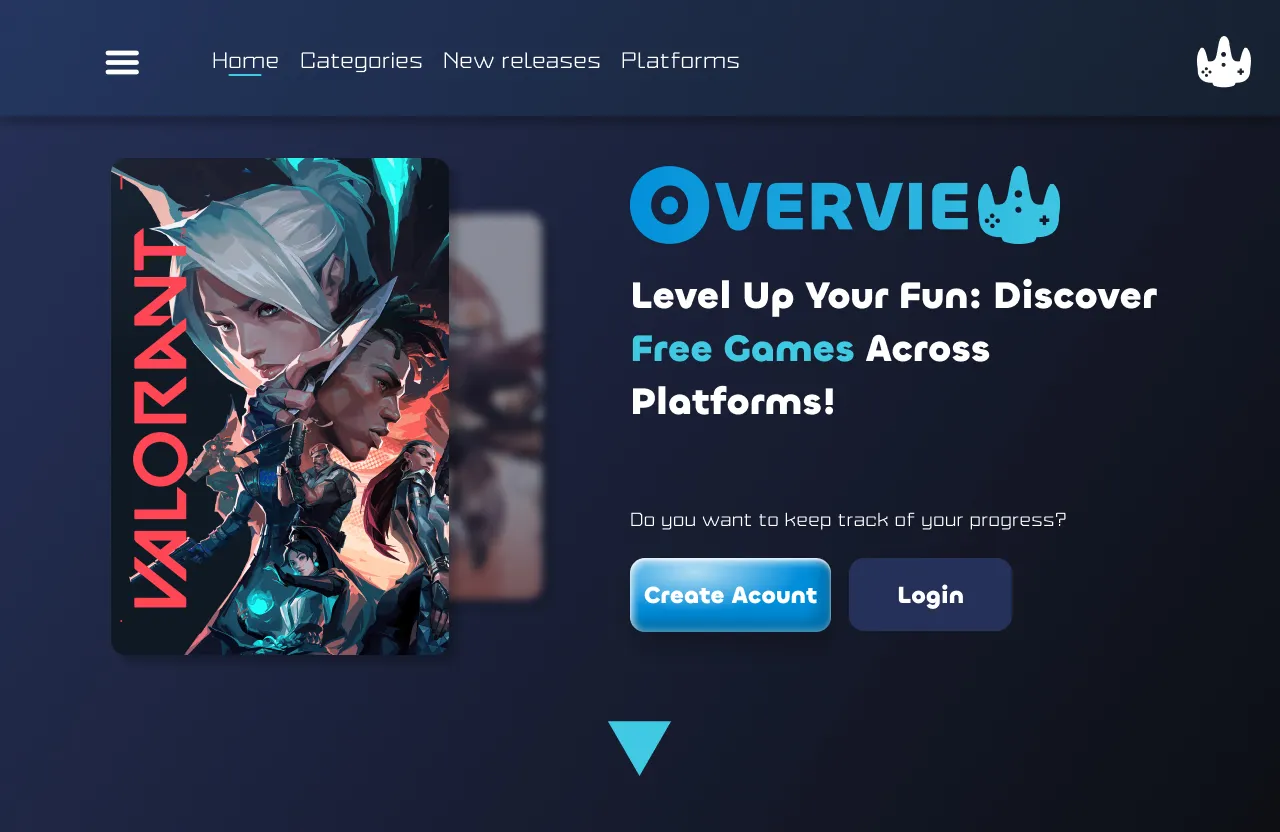 Home Categories New releases Platforms
VALORANT
OVERVIEW
Level Up Your Fun: Discover
Free Games Across
Platforms!
Do you want to keep track of your progress?
Create Acount Login